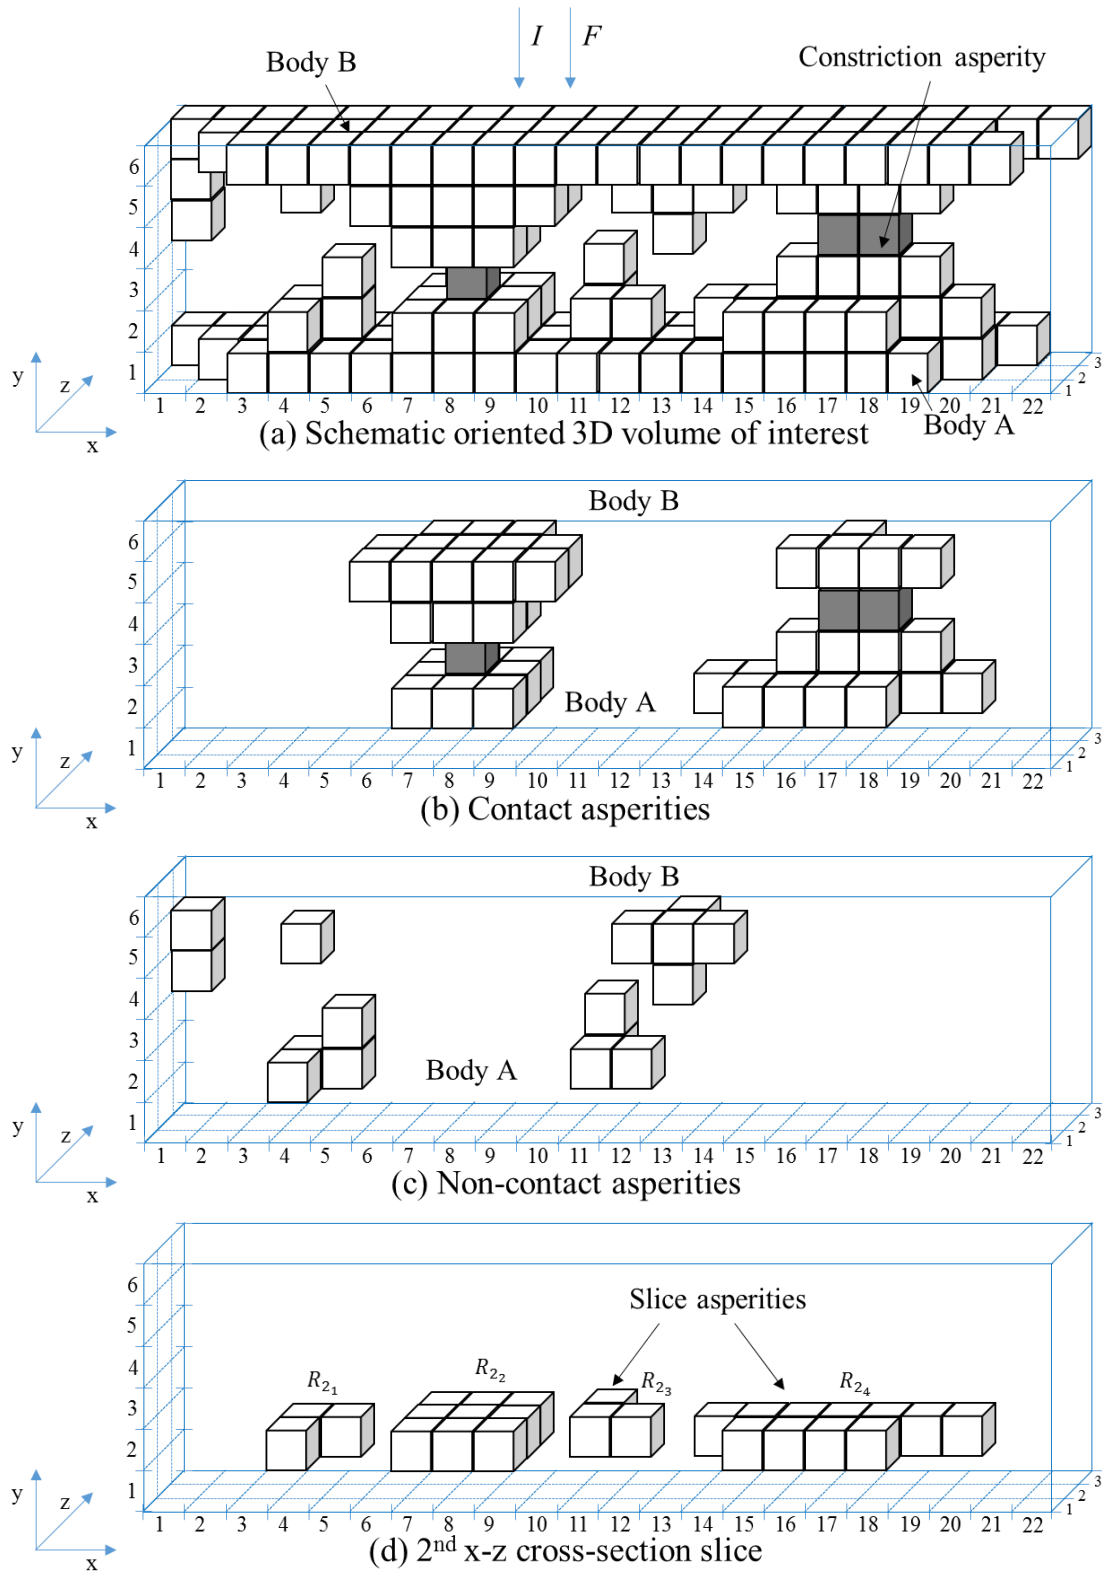 I F
Body B
Constriction asperity
6
5
4
3
2
1
y
z
x
1 2 3 4 5 6 7 8 9 10 11 12 13 14 15 16 17 18 19 20 21 22
1 2 3
Body A
(a) Schematic oriented 3D volume of interest
Body B
6
5
4
3
2
1
Body A
y
z
x
1 2 3 4 5 6 7 8 9 10 11 12 13 14 15 16 17 18 19 20 21 22
1 2 3
(b) Contact asperities
Body B
6
5
4
3
2
1
Body A
y
z
x
1 2 3 4 5 6 7 8 9 10 11 12 13 14 15 16 17 18 19 20 21 22
1 2 3
(c) Non-contact asperities
Slice asperities
6
5
4
3
2
1
R₂₁ R₂₂ R₂₃ R₂₄
y
z
x
1 2 3 4 5 6 7 8 9 10 11 12 13 14 15 16 17 18 19 20 21 22
1 2 3
(d) 2nd x-z cross-section slice